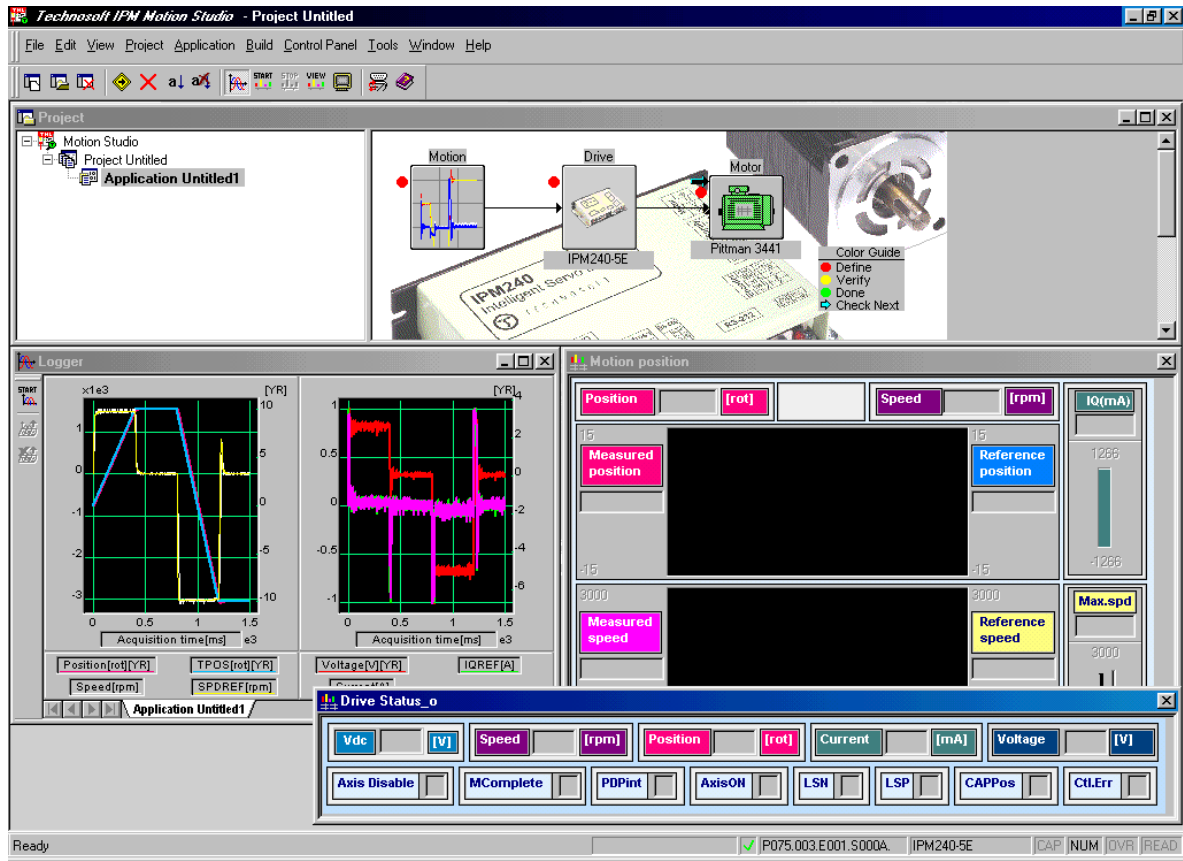 Technosoft IPM Motion Studio - Project Untitled
File Edit View Project Application Build Control Panel Tools Window Help
START STOP VIEW
Project
Motion Studio
Project Untitled
Application Untitled1
Motion
Drive
Motor
IPM240-5E
Pittman 3441
Color Guide
Define
Verify
Done
Check Next
IPM240
Intelligent Servo
RS-232
Logger
START
x1e3 [YR]
10
1
5
0
0
-1
-5
-2
-3
-10
0 0.5 1 1.5
Acquisition time[ms] e3
Position[rot][YR] TPOS[rot][YR]
Speed[rpm] SPDREF[rpm]
[YR]
4
1
2
0.5
0
0
-2
-0.5
-4
-6
-1
0 0.5 1 1.5
Acquisition time[ms] e3
Voltage[V][YR] IQREF[A]
Application Untitled1
Motion position
Position [rot] Speed [rpm] IQ(mA)
15 15
Measured position
Reference position
1286
-15 -15
-1286
3000 3000
Measured speed
Reference speed
Max.spd
3000
Drive Status_o
Vdc [V] Speed [rpm] Position [rot] Current [mA] Voltage [V]
Axis Disable MComplete PDPint AxisON LSN LSP CAPPos Ctl.Err
Ready P075.003.E001.S000A. IPM240-5E CAP NUM OVR READ